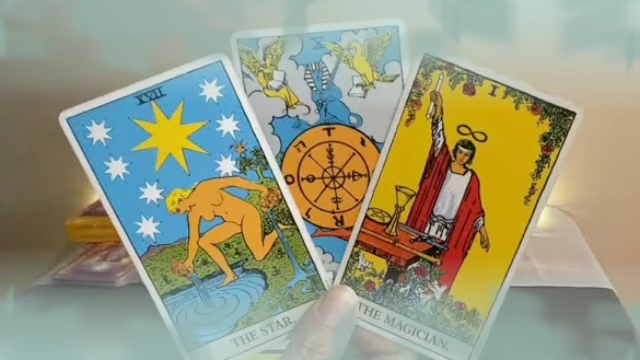 XVII
THE STAR.
X
T
A
R
O
I
THE MAGICIAN.